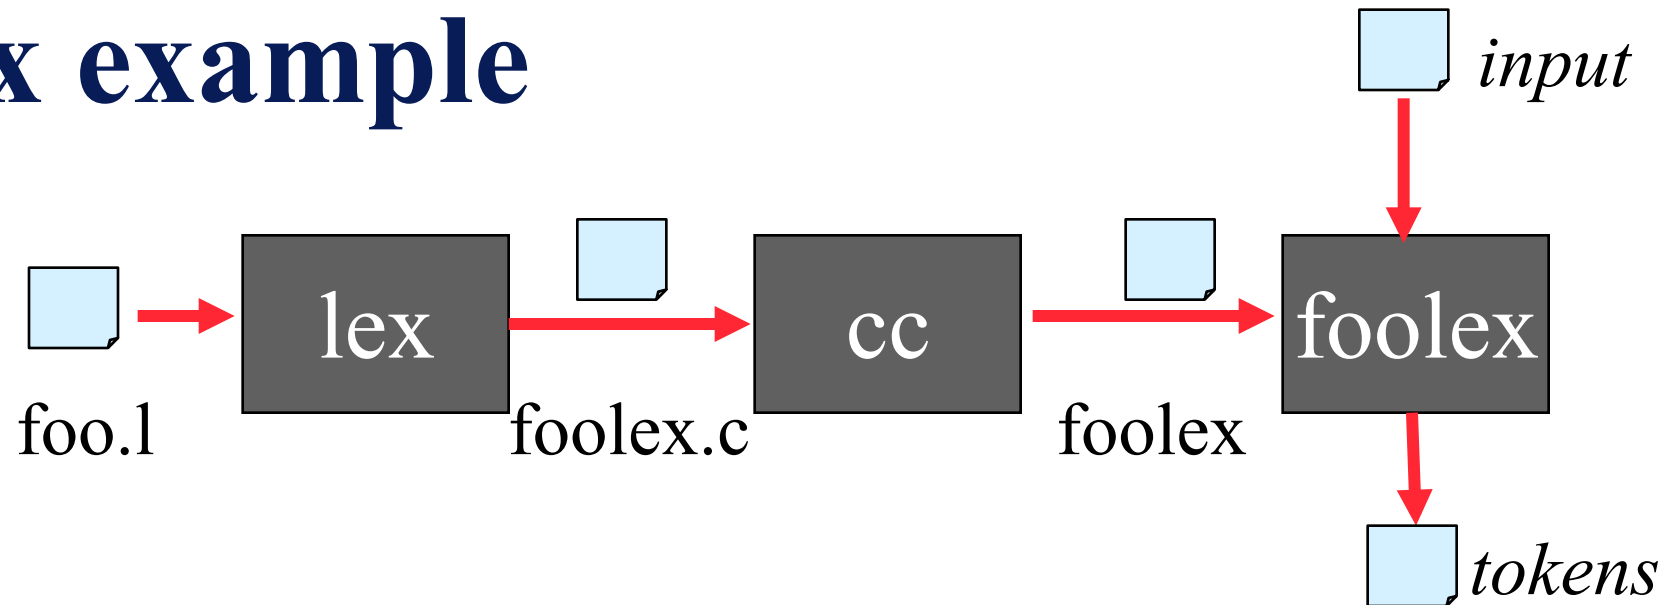 x example
input
lex
cc
foolex
foo.l
foolex.c
foolex
tokens